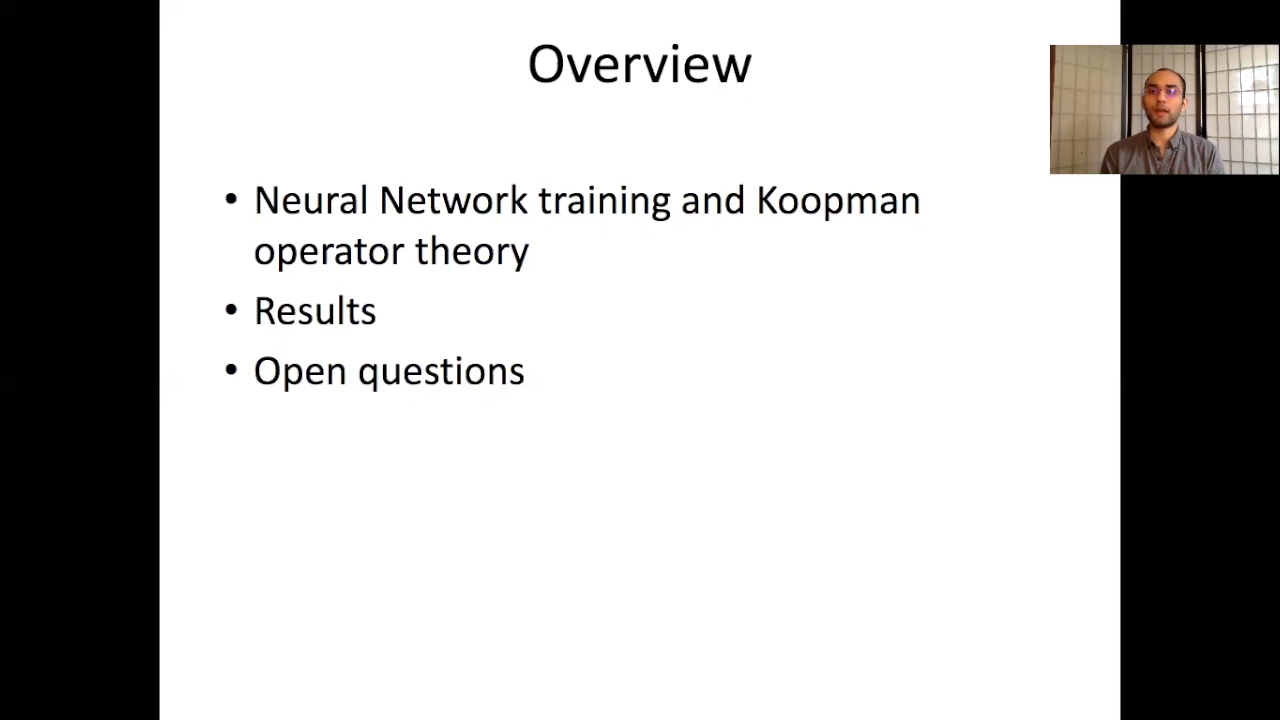 Overview
• Neural Network training and Koopman
operator theory
• Results
• Open questions